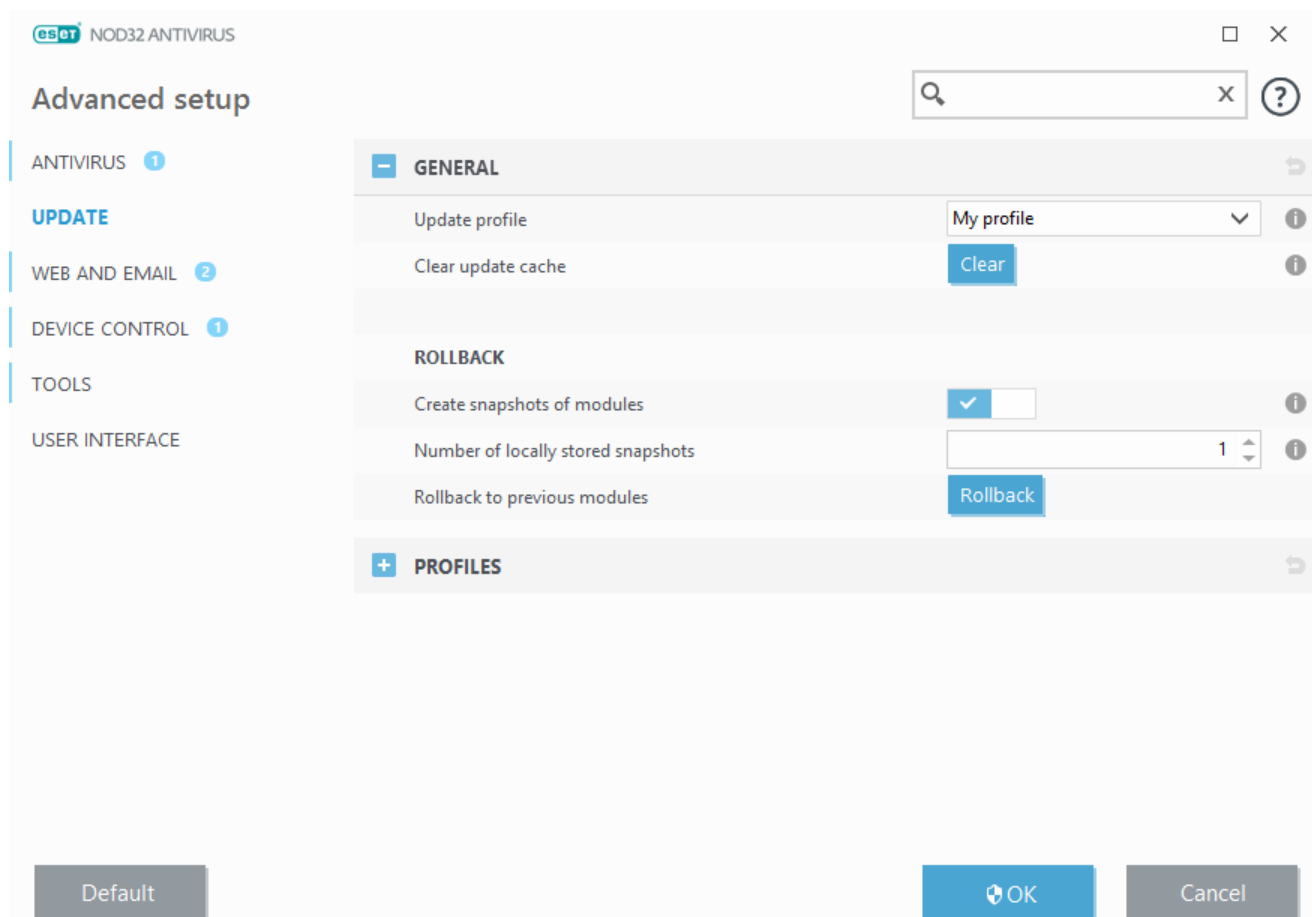 eset NOD32 ANTIVIRUS
Advanced setup
ANTIVIRUS 1
UPDATE
WEB AND EMAIL 2
DEVICE CONTROL 1
TOOLS
USER INTERFACE
GENERAL
Update profile My profile
Clear update cache Clear
ROLLBACK
Create snapshots of modules
Number of locally stored snapshots 1
Rollback to previous modules Rollback
PROFILES
Default OK Cancel